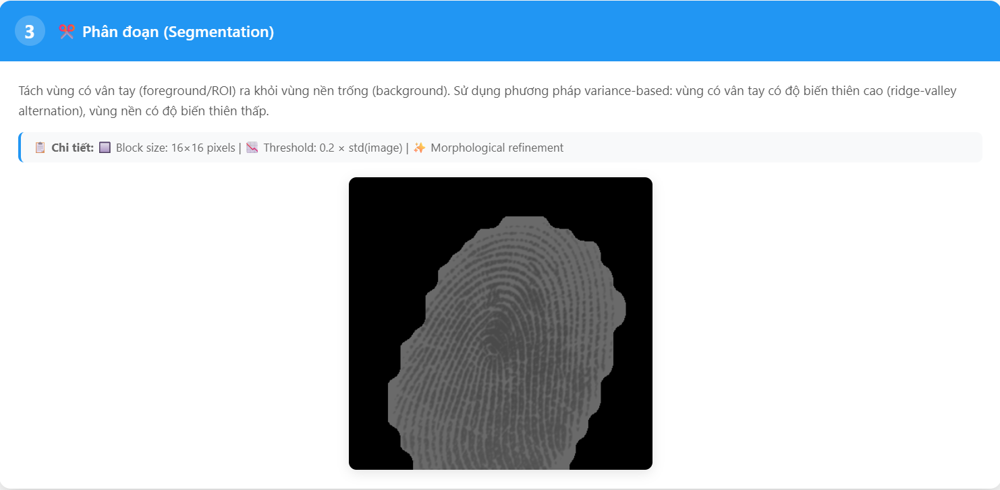 3 ✂️ Phân đoạn (Segmentation)
Tách vùng có vân tay (foreground/ROI) ra khỏi vùng nền trống (background). Sử dụng phương pháp variance-based: vùng có vân tay có độ biến thiên cao (ridge-valley
alternation), vùng nền có độ biến thiên thấp.
📋 Chi tiết: 🔲 Block size: 16×16 pixels | 📉 Threshold: 0.2 × std(image) | ✨ Morphological refinement